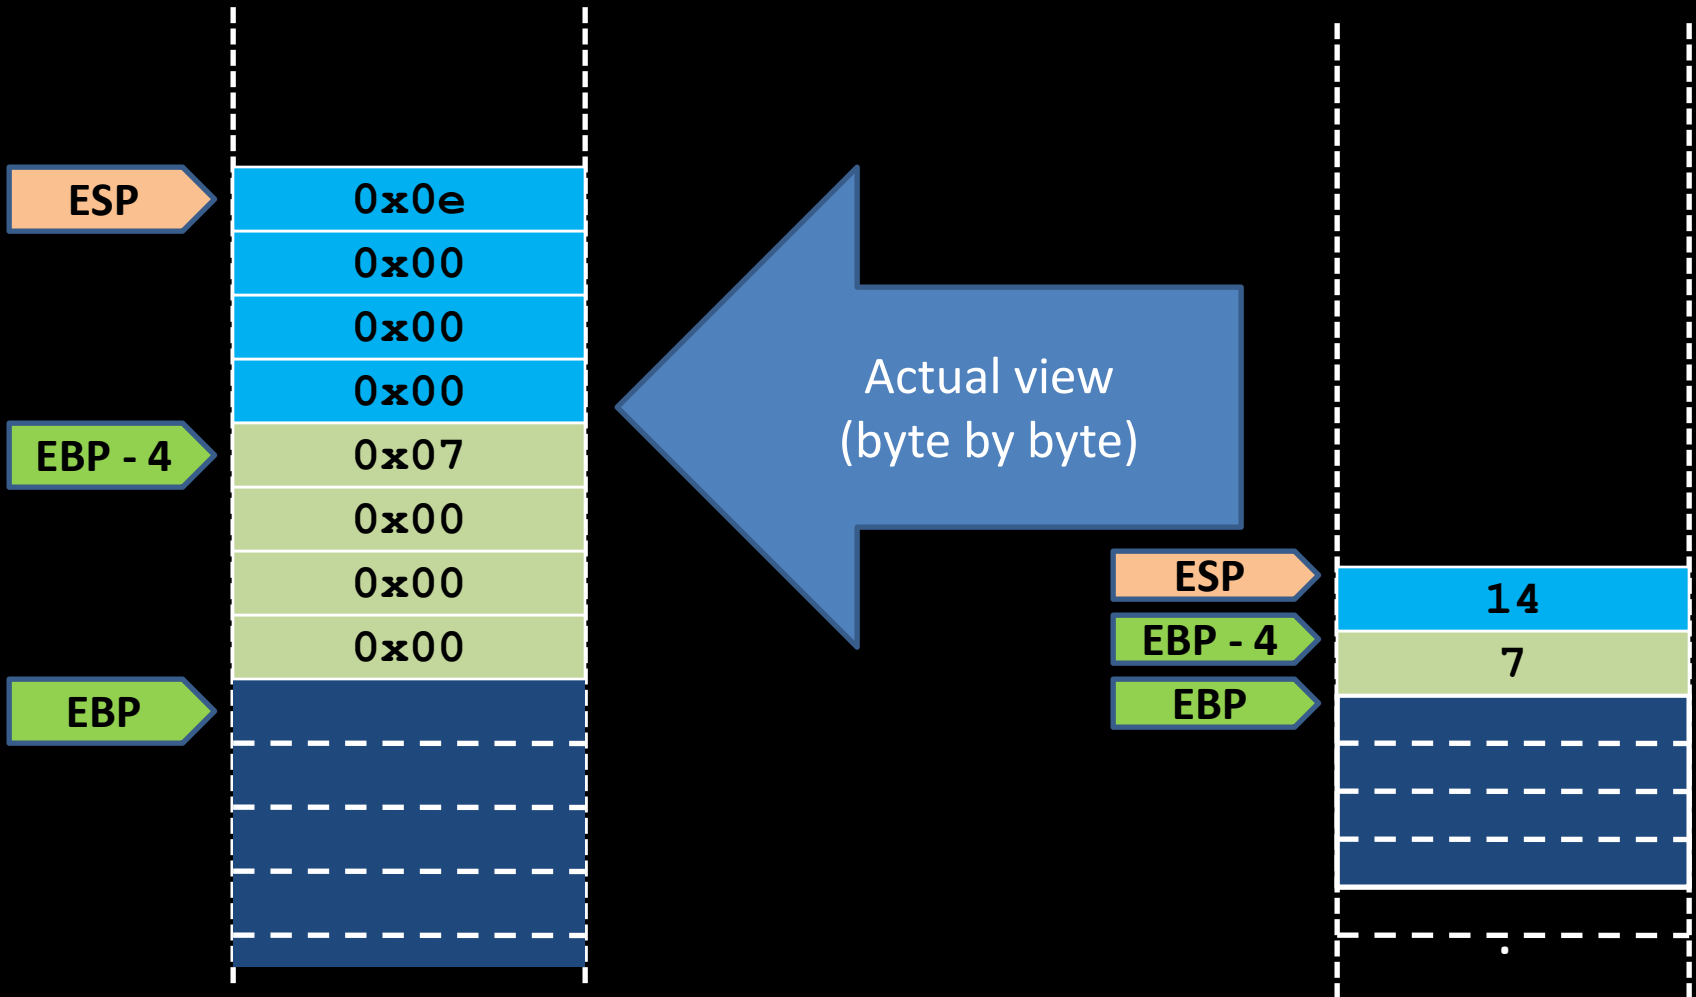 ESP
0x0e
0x00
0x00
0x00
EBP - 4
0x07
0x00
0x00
0x00
EBP
Actual view
(byte by byte)
ESP
14
EBP - 4
7
EBP
.